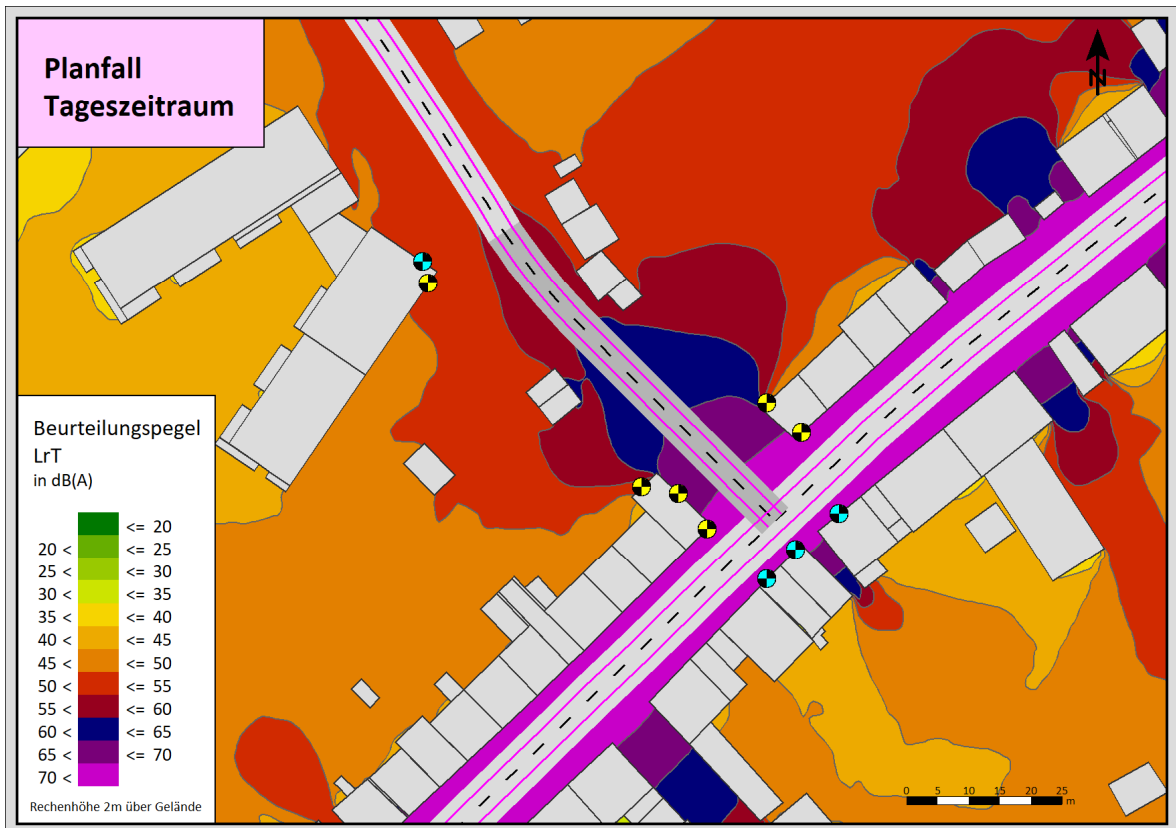 Planfall
Tageszeitraum
N
Beurteilungspegel
LrT
in dB(A)
<= 20
20 < <= 25
25 < <= 30
30 < <= 35
35 < <= 40
40 < <= 45
45 < <= 50
50 < <= 55
55 < <= 60
60 < <= 65
65 < <= 70
70 <
Rechenhöhe 2m über Gelände
0 5 10 15 20 25
m